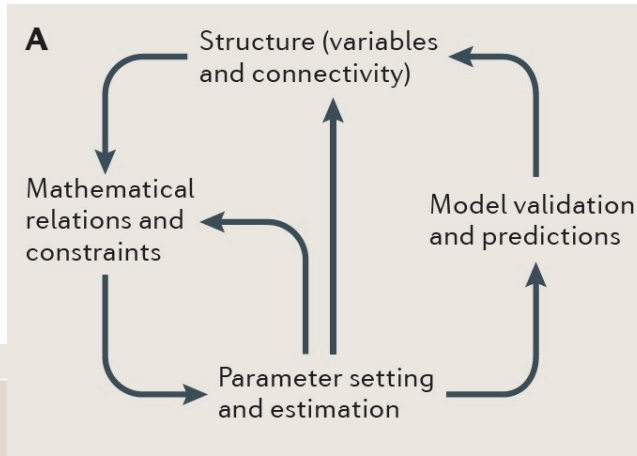 A
Structure (variables
and connectivity)
Mathematical
relations and
constraints
Model validation
and predictions
Parameter setting
and estimation